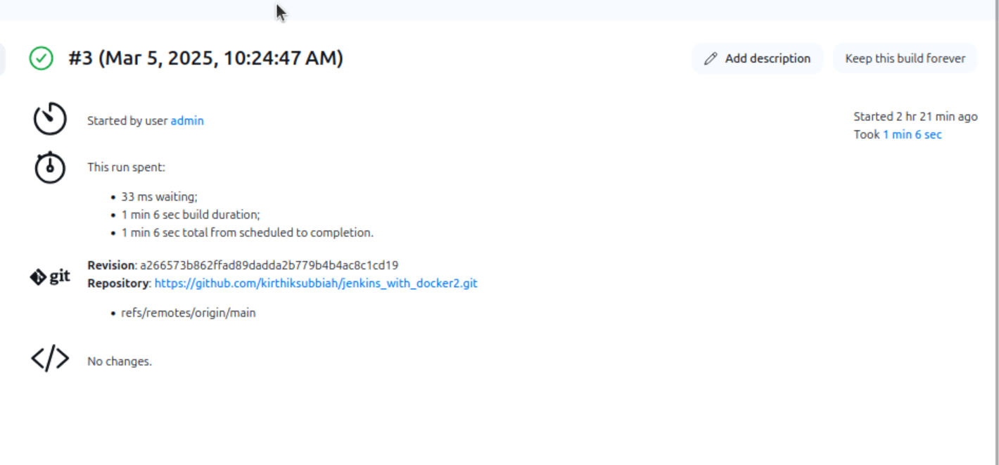 #3 (Mar 5, 2025, 10:24:47 AM)
Add description
Keep this build forever
Started by user admin
Started 2 hr 21 min ago
Took 1 min 6 sec
This run spent:
• 33 ms waiting;
• 1 min 6 sec build duration;
• 1 min 6 sec total from scheduled to completion.
git
Revision: a266573b862ffad89dadda2b779b4b4ac8c1cd19
Repository: https://github.com/kirthiksubbiah/jenkins_with_docker2.git
• refs/remotes/origin/main
</> No changes.